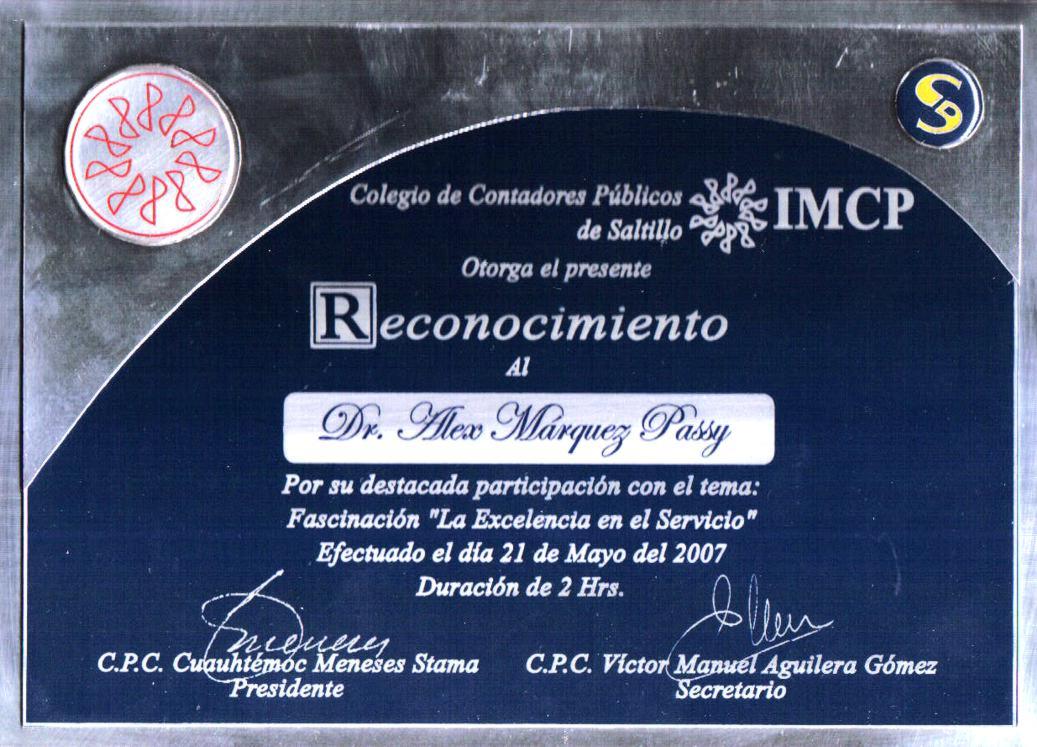 Colegio de Contadores Públicos
de Saltillo
IMCP
Otorga el presente
Reconocimiento
Al
Dr. Alex Márquez Passy
Por su destacada participación con el tema:
Fascinación "La Excelencia en el Servicio"
Efectuado el día 21 de Mayo del 2007
Duración de 2 Hrs.
C.P.C. Cuauhtémoc Meneses Stama
Presidente
C.P.C. Víctor Manuel Aguilera Gómez
Secretario